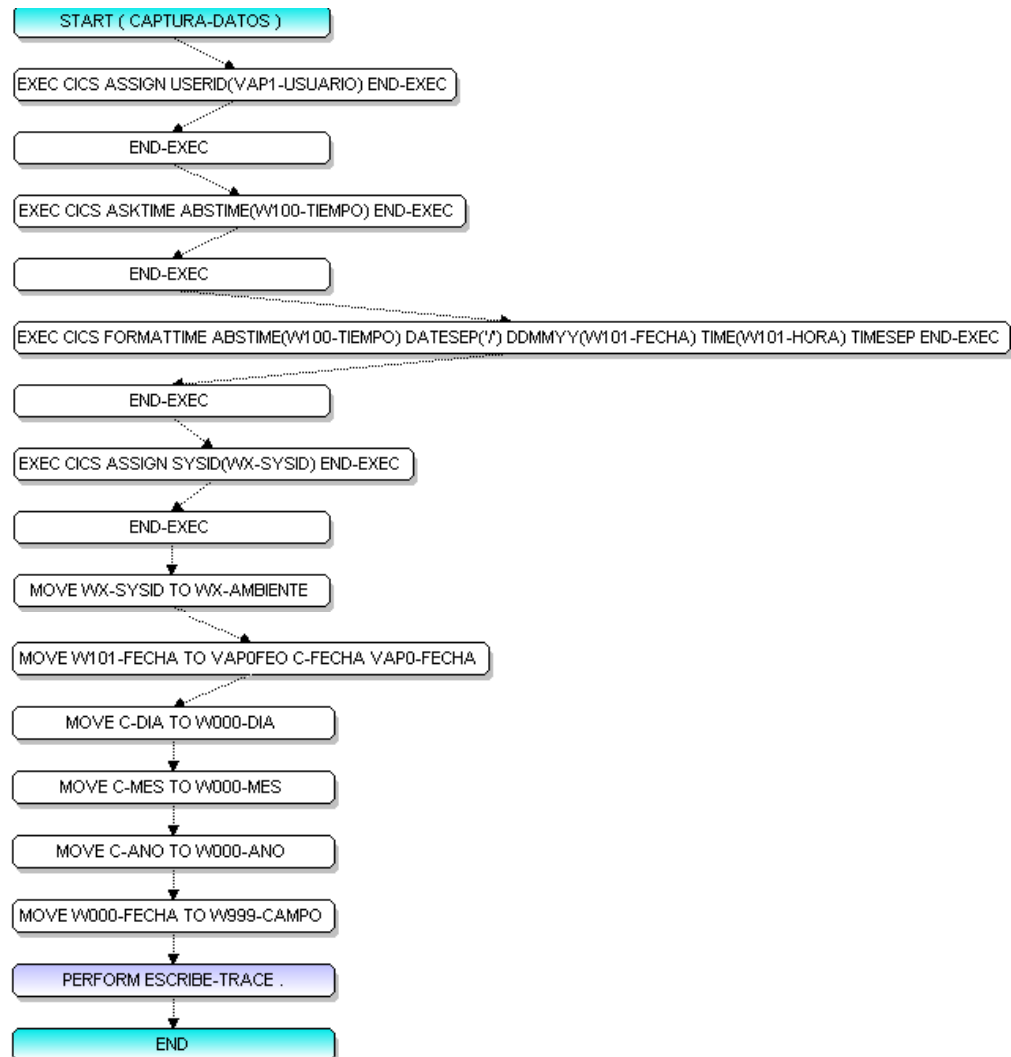 START ( CAPTURA-DATOS )
EXEC CICS ASSIGN USERID(VAP1-USUARIO) END-EXEC
END-EXEC
EXEC CICS ASKTIME ABSTIME(W100-TIEMPO) END-EXEC
END-EXEC
EXEC CICS FORMATTIME ABSTIME(W100-TIEMPO) DATESEP('/') DDMMYY(W101-FECHA) TIME(W101-HORA) TIMESEP END-EXEC
END-EXEC
EXEC CICS ASSIGN SYSID(WX-SYSID) END-EXEC
END-EXEC
MOVE WX-SYSID TO WX-AMBIENTE
MOVE W101-FECHA TO VAP0FEO C-FECHA VAP0-FECHA
MOVE C-DIA TO W000-DIA
MOVE C-MES TO W000-MES
MOVE C-ANO TO W000-ANO
MOVE W000-FECHA TO W999-CAMPO
PERFORM ESCRIBE-TRACE .
END